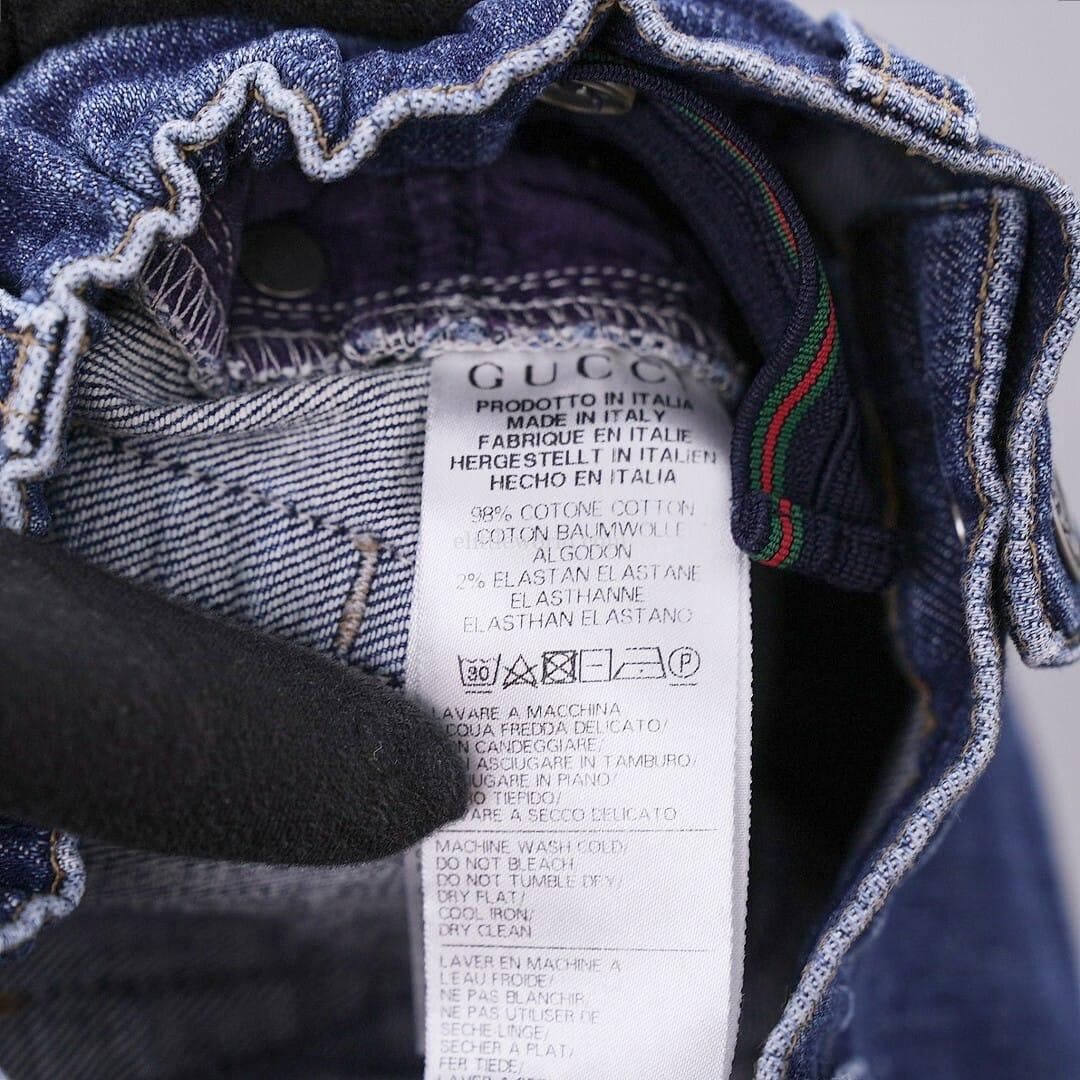 GUCCI
PRODOTTO IN ITALIA
MADE IN ITALY
FABRIQUE EN ITALIE
HERGESTELLT IN ITALIEN
HECHO EN ITALIA
98% COTONE COTTON
COTON BAUMWOLLE
ALGODON
2% ELASTAN ELASTANE
ELASTHANNE
ELASTHAN ELASTANO
30 P
LAVARE A MACCHINA
ACQUA FREDDA DELICATO/
CANDEGGIARE/
ASCIUGARE IN TAMBURO/
UGARE IN PIANO/
TIEPIDO/
VARE A SECCO DELICATO
MACHINE WASH COLD/
DO NOT BLEACH/
DO NOT TUMBLE DRY/
DRY FLAT/
COOL IRON/
DRY CLEAN
LAVER EN MACHINE A
L'EAU FROIDE/
NE PAS BLANCHIR/
NE PAS UTILISER DE
SECHE-LINGE/
SECHER A PLAT/
FER TIEDE/